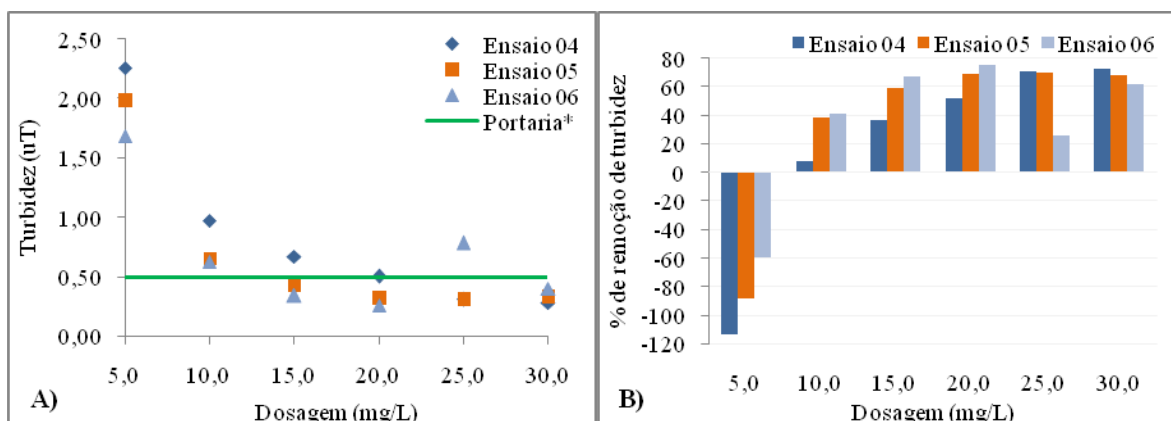 2,50
2,00
1,50
1,00
0,50
0,00
Turbidez (uT)
Ensaio 04
Ensaio 05
Ensaio 06
Portaria*
5,0 10,0 15,0 20,0 25,0 30,0
A)
Dosagem (mg/L)
Ensaio 04 Ensaio 05 Ensaio 06
80
60
40
20
0
-20
-40
-60
-80
-100
-120
% de remoção de turbidez
5,0 10,0 15,0 20,0 25,0 30,0
B)
Dosagem (mg/L)